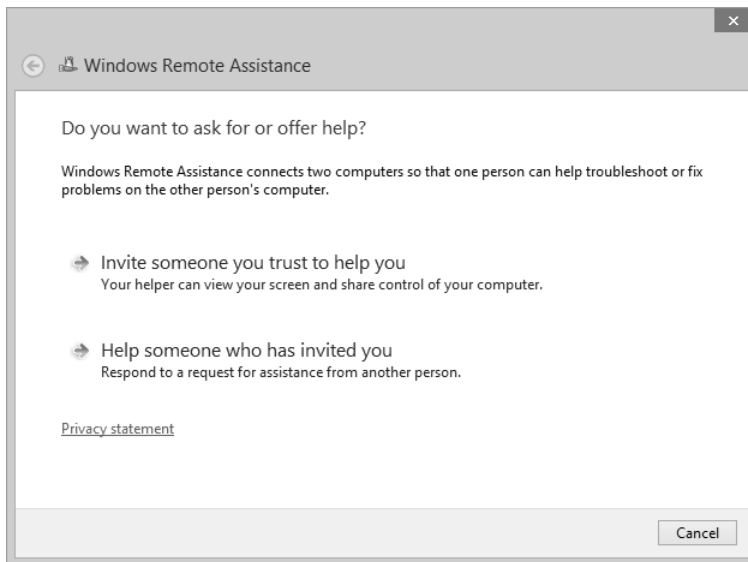 Windows Remote Assistance
Do you want to ask for or offer help?
Windows Remote Assistance connects two computers so that one person can help troubleshoot or fix
problems on the other person's computer.
Invite someone you trust to help you
Your helper can view your screen and share control of your computer.
Help someone who has invited you
Respond to a request for assistance from another person.
Privacy statement
Cancel